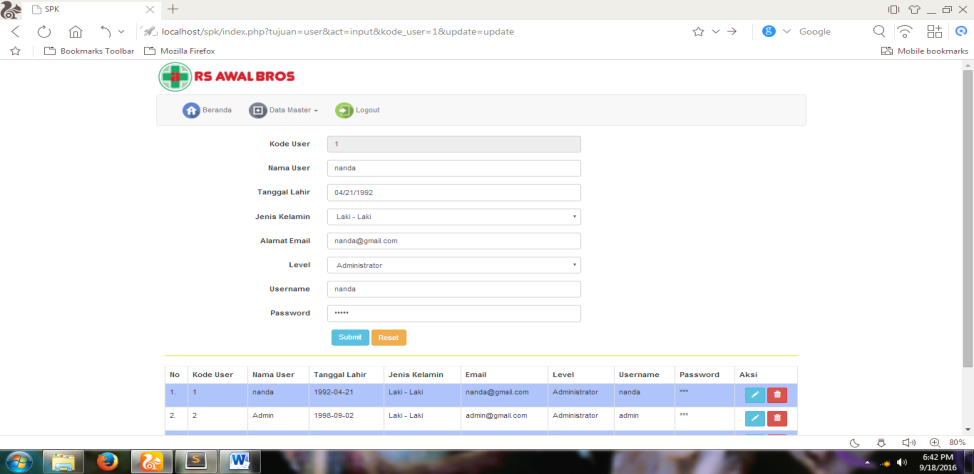 SPK
localhost/spk/index.php?tujuan=user&act=input&kode_user=1&update=update
Google
Bookmarks Toolbar
Mozilla Firefox
Mobile bookmarks
RS AWAL BROS
Beranda
Data Master
Logout
Kode User 1
Nama User nanda
Tanggal Lahir 04/21/1992
Jenis Kelamin Laki - Laki
Alamat Email nanda@gmail.com
Level Administrator
Username nanda
Password •••••
Submit Reset
No Kode User Nama User Tanggal Lahir Jenis Kelamin Email Level Username Password Aksi
1. 1 nanda 1992-04-21 Laki - Laki nanda@gmail.com Administrator nanda ***
2. 2 Admin 1998-09-02 Laki - Laki admin@gmail.com Administrator admin ***
80%
6:42 PM
9/18/2016